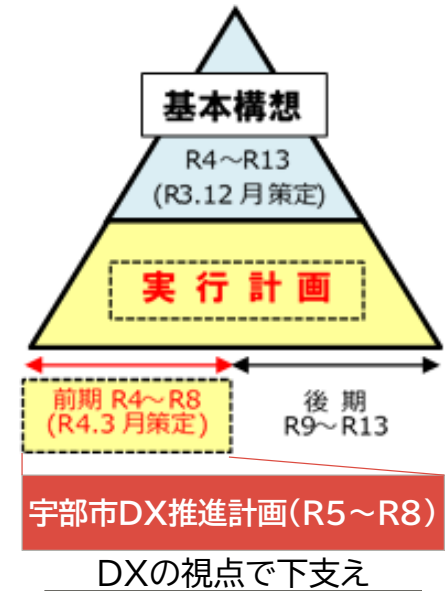 基本構想
R4～R13
(R3.12 月策定)
実 行 計 画
前期 R4～R8
(R4.3 月策定)
後 期
R9～R13
宇部市DX推進計画(R5～R8)
DXの視点で下支え